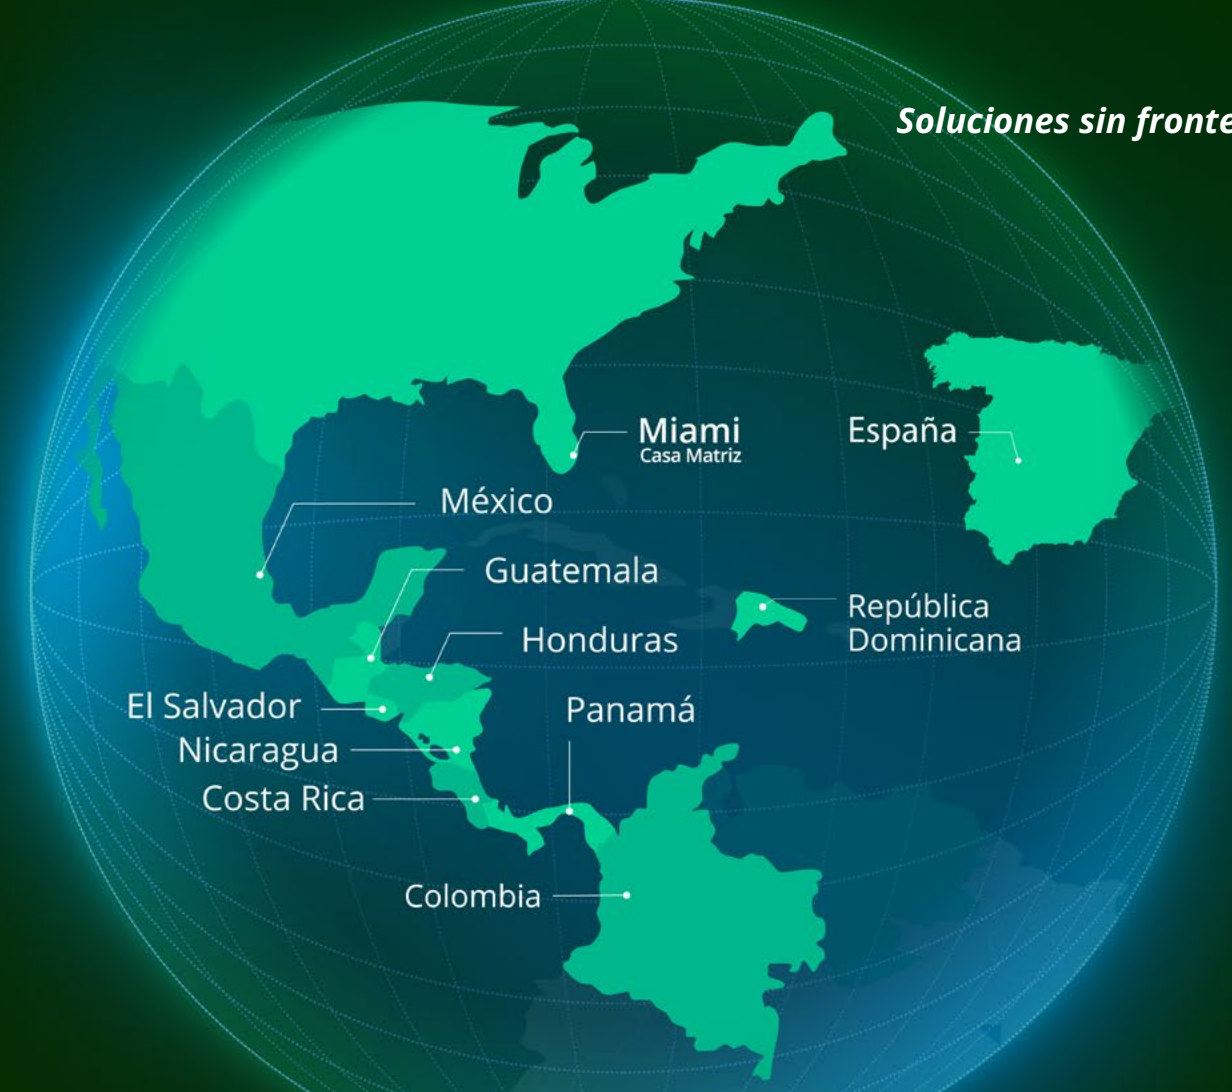 Soluciones sin fronte
Miami
Casa Matriz
España
México
Guatemala
República
Dominicana
Honduras
El Salvador
Panamá
Nicaragua
Costa Rica
Colombia